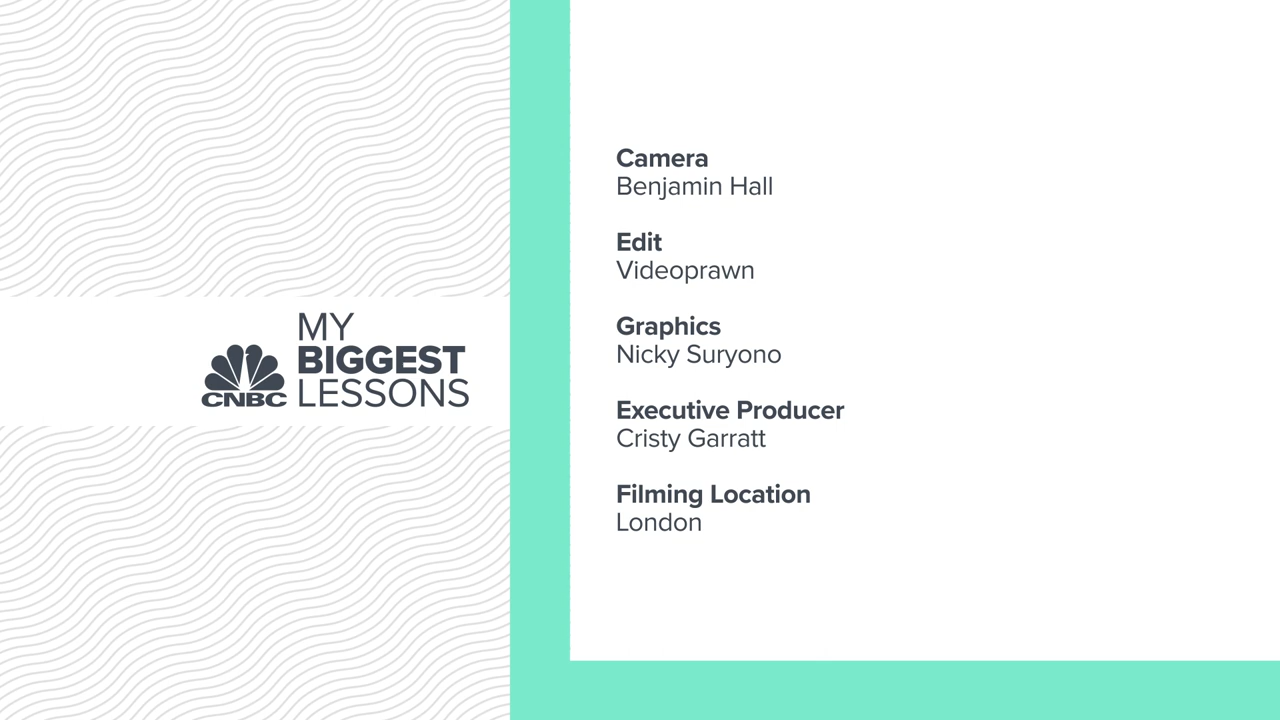 CNBC
MY
BIGGEST
LESSONS
Camera
Benjamin Hall
Edit
Videoprawn
Graphics
Nicky Suryono
Executive Producer
Cristy Garratt
Filming Location
London